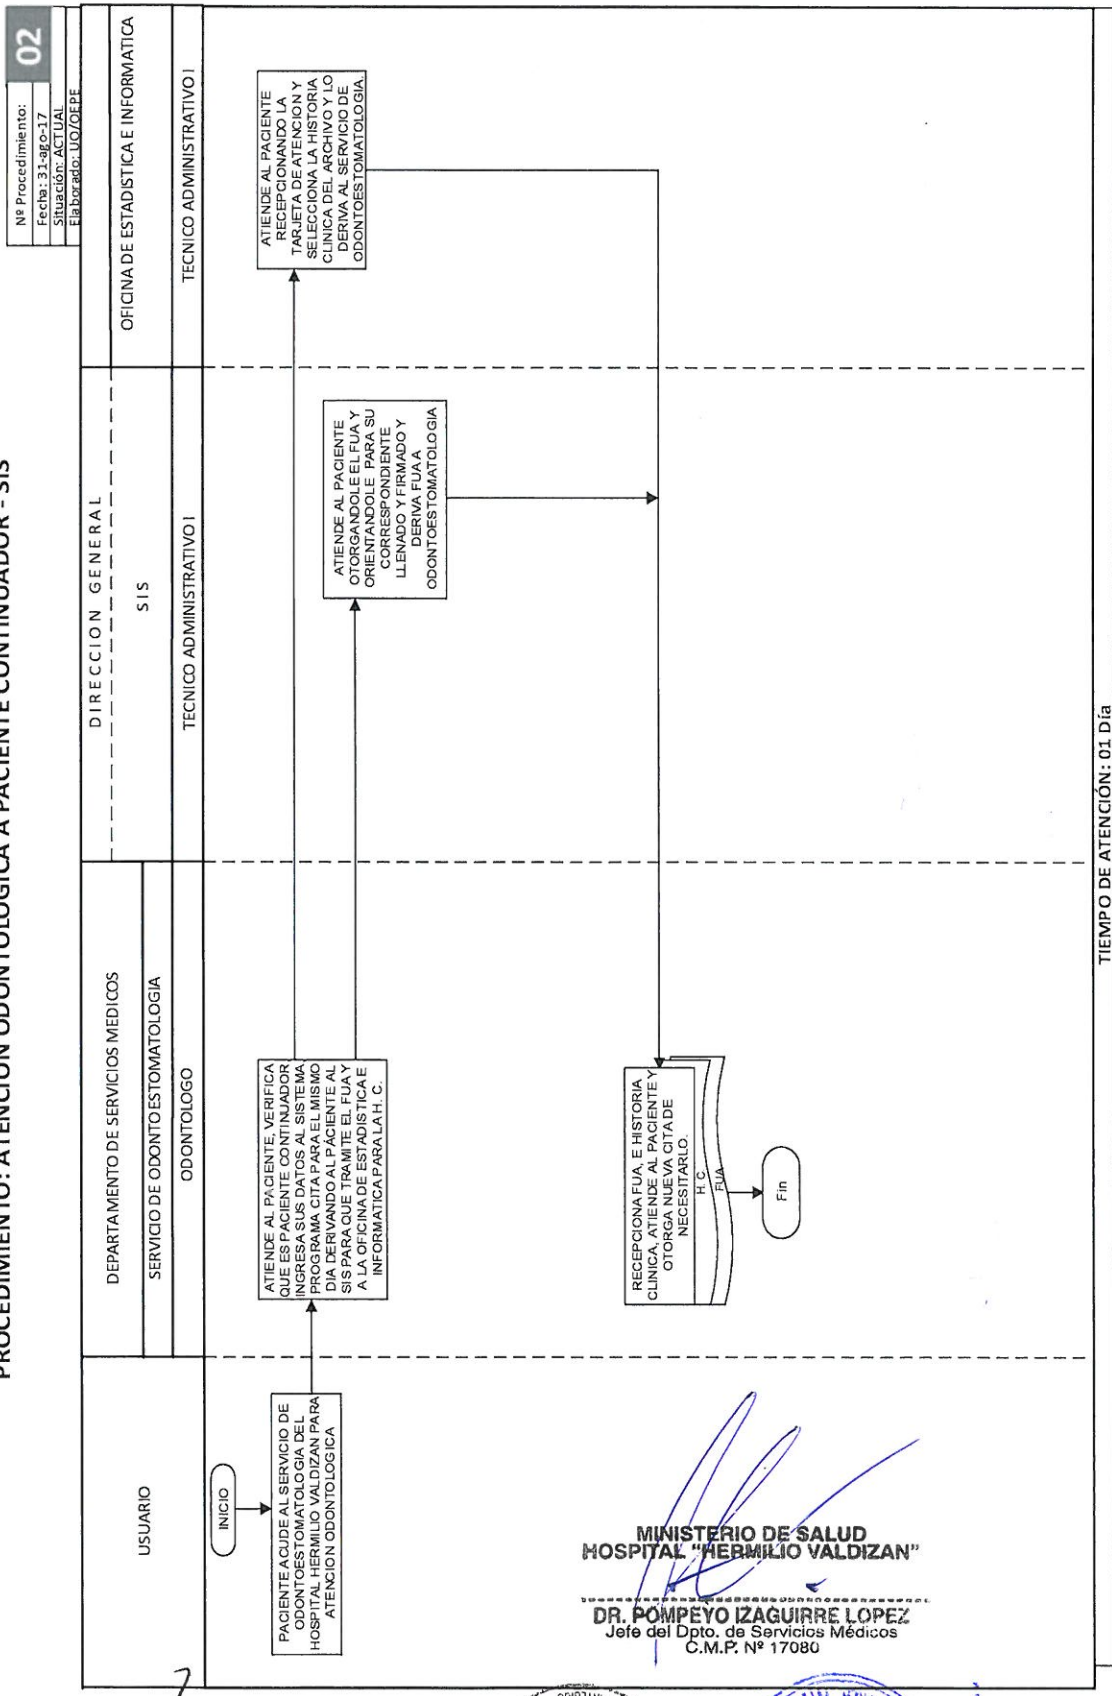 PROCEDIMIENTO: ATENCION ODONTOLOGICA A PACIENTE CONTINUADOR - SIS
Nº Procedimiento:
02
Fecha: 31-ago-17
Situación: ACTUAL
Elaborado: UO/OEPE
USUARIO
DEPARTAMENTO DE SERVICIOS MEDICOS
SERVICIO DE ODONTOESTOMATOLOGIA
ODONTOLOGO
DIRECCION GENERAL
SIS
TECNICO ADMINISTRATIVO I
OFICINA DE ESTADISTICA E INFORMATICA
TECNICO ADMINISTRATIVO I
INICIO
PACIENTE ACUDE AL SERVICIO DE
ODONTOESTOMATOLOGIA DEL
HOSPITAL HERMILIO VALDIZAN PARA
ATENCION ODONTOLOGICA
ATIENDE AL PACIENTE, VERIFICA
QUE ES PACIENTE CONTINUADOR
INGRESA SUS DATOS AL SISTEMA,
PROGRAMA CITA PARA EL MISMO
DIA DERIVANDO AL PACIENTE AL
SIS PARA QUE TRAMITE EL FUA Y
A LA OFICINA DE ESTADISTICA E
INFORMATICA PARA LA H. C.
ATIENDE AL PACIENTE
OTORGANDOLE EL FUA Y
ORIENTANDOLE PARA SU
CORRESPONDIENTE
LLENADO Y FIRMADO Y
DERIVA FUA A
ODONTOESTOMATOLOGIA
ATIENDE AL PACIENTE
RECEPCIONANDO LA
TARJETA DE ATENCION Y
SELECCIONA LA HISTORIA
CLINICA DEL ARCHIVO Y LO
DERIVA AL SERVICIO DE
ODONTOESTOMATOLOGIA.
RECEPCIONA FUA, E HISTORIA
CLINICA, ATIENDE AL PACIENTE Y
OTORGA NUEVA CITA DE
NECESITARLO.
H. C.
FUA
Fin
MINISTERIO DE SALUD
HOSPITAL "HERMILIO VALDIZAN"
DR. POMPEYO IZAGUIRRE LOPEZ
Jefe del Dpto. de Servicios Médicos
C.M.P. Nº 17080
TIEMPO DE ATENCIÓN: 01 Día